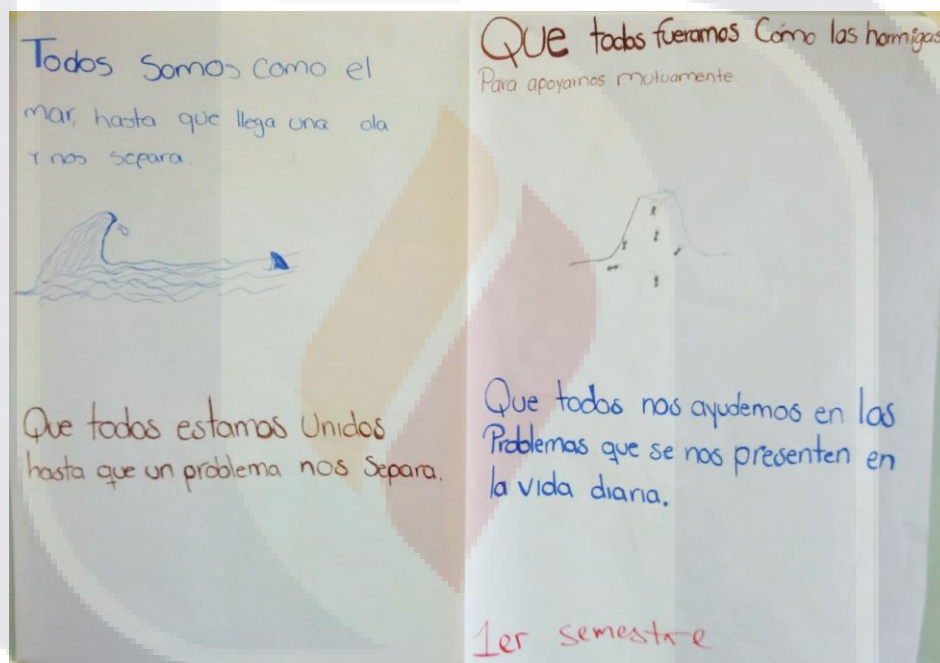 Todos Somos como el
mar, hasta que llega una ola
Y nos separa.
Que todos estamos Unidos
hasta que un problema nos Separa.
Que todos fueramos Cómo las hormigas
Para apoyarnos mutuamente.
Que todos nos ayudemos en los
Problemas que se nos presenten en
la vida diaria.
1er semestre